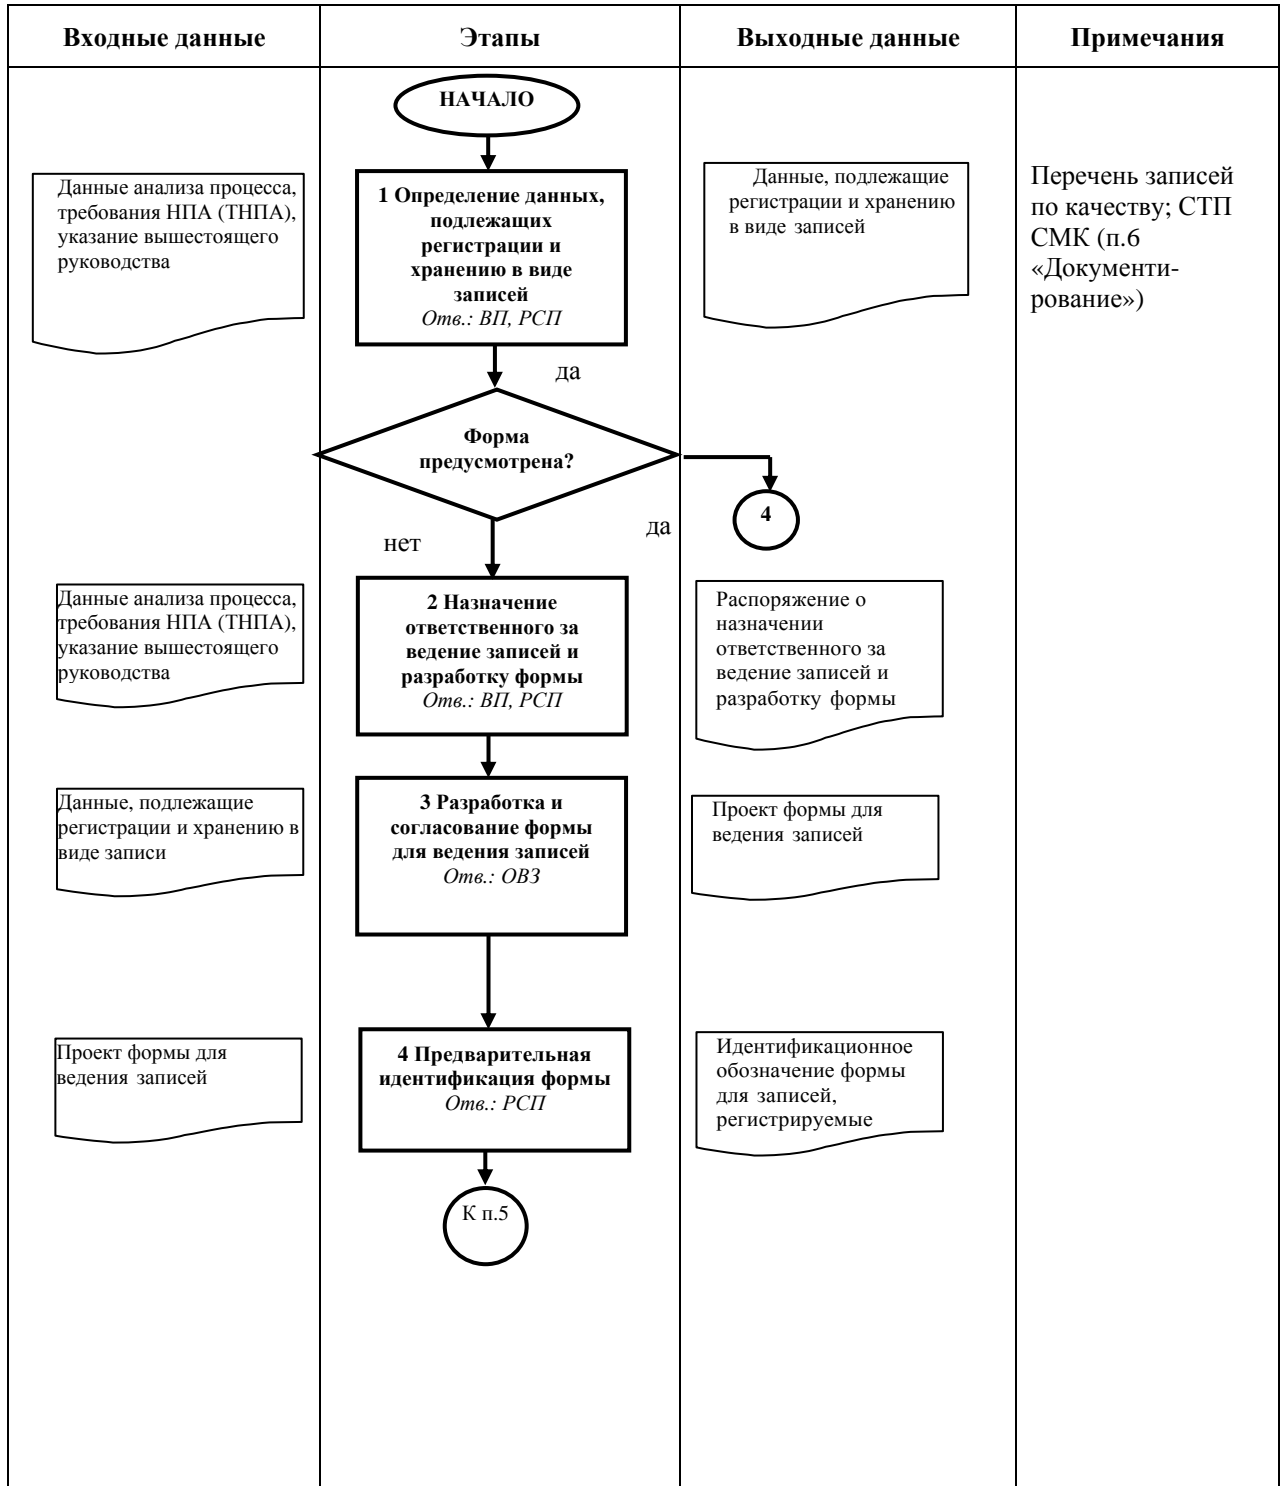 Входные данные
Этапы
Выходные данные
Примечания
НАЧАЛО
Данные анализа процесса,
требования НПА (ТНПА),
указание вышестоящего
руководства
1 Определение данных,
подлежащих
регистрации и
хранению в виде
записей
Отв.: ВП, РСП
Данные, подлежащие
регистрации и хранению
в виде записей
Перечень записей
по качеству; СТП
СМК (п.6
«Документи-
рование»)
да
Форма
предусмотрена?
4
да
нет
Данные анализа процесса,
требования НПА (ТНПА),
указание вышестоящего
руководства
2 Назначение
ответственного за
ведение записей и
разработку формы
Отв.: ВП, РСП
Распоряжение о
назначении
ответственного за
ведение записей и
разработку формы
Данные, подлежащие
регистрации и хранению в
виде записи
3 Разработка и
согласование формы
для ведения записей
Отв.: ОВЗ
Проект формы для
ведения записей
Проект формы для
ведения записей
4 Предварительная
идентификация формы
Отв.: РСП
Идентификационное
обозначение формы
для записей,
регистрируемые
К п.5